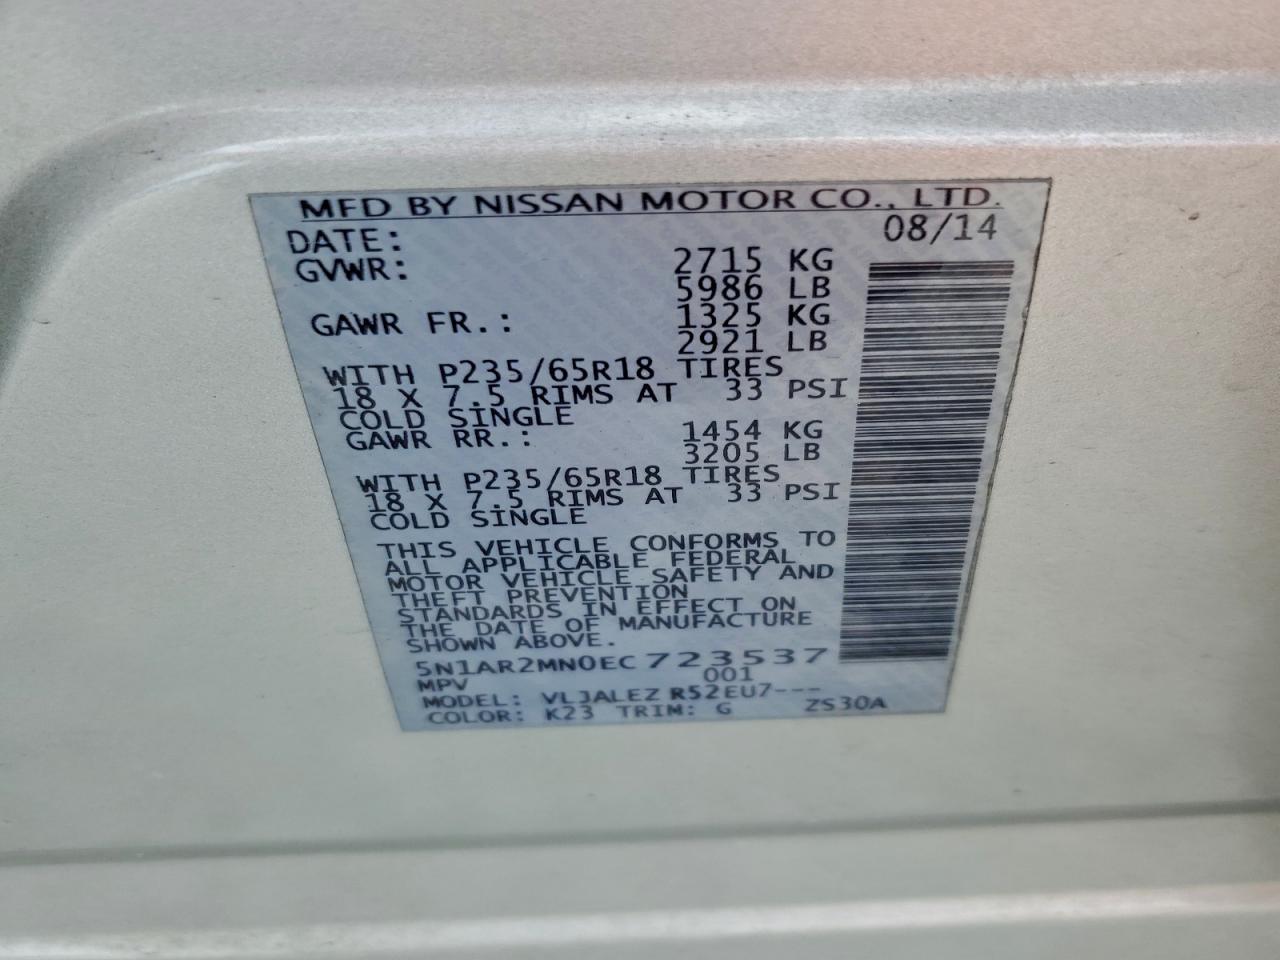 MFD BY NISSAN MOTOR CO., LTD.
DATE: 08/14
GVWR: 2715 KG
5986 LB
GAWR FR.: 1325 KG
2921 LB
WITH P235/65R18 TIRES
18 X 7.5 RIMS AT 33 PSI
COLD SINGLE
GAWR RR.: 1454 KG
3205 LB
WITH P235/65R18 TIRES
18 X 7.5 RIMS AT 33 PSI
COLD SINGLE
THIS VEHICLE CONFORMS TO
ALL APPLICABLE FEDERAL
MOTOR VEHICLE SAFETY AND
THEFT PREVENTION
STANDARDS IN EFFECT ON
THE DATE OF MANUFACTURE
SHOWN ABOVE.
5N1AR2MN0EC723537
MPV 001
MODEL: VLJALEZ R52EU7---
COLOR: K23 TRIM: G ZS30A